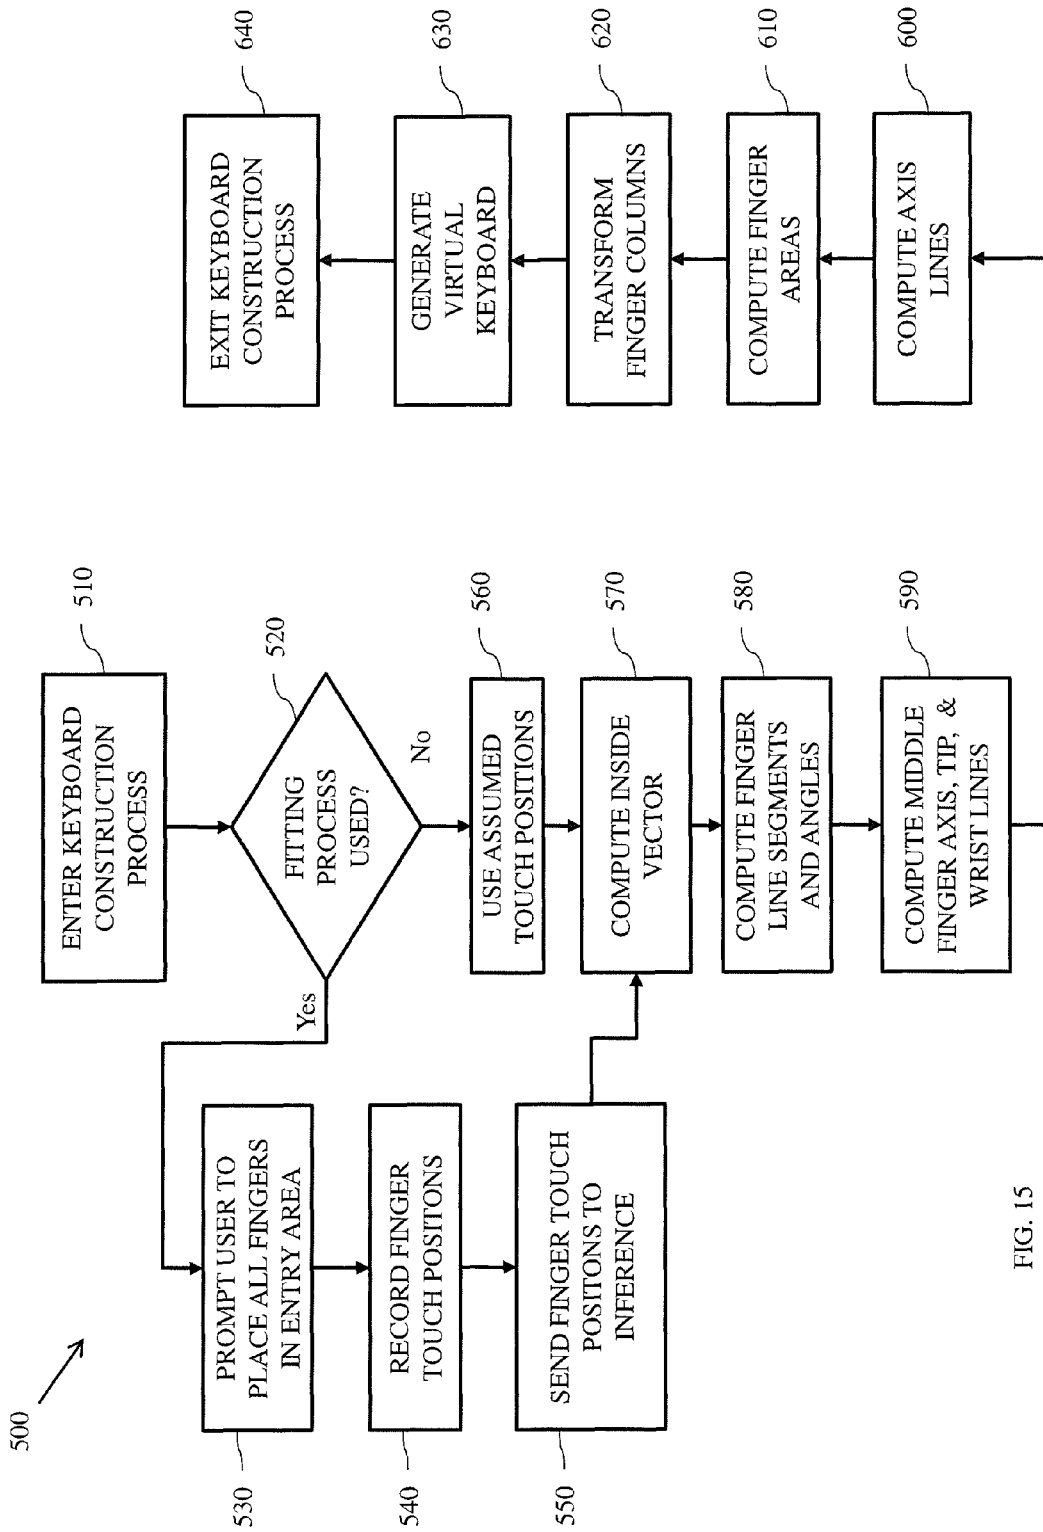 500
ENTER KEYBOARD
CONSTRUCTION
PROCESS
510
FITTING
PROCESS
USED?
520
Yes
No
PROMPT USER TO
PLACE ALL FINGERS
IN ENTRY AREA
530
RECORD FINGER
TOUCH POSITONS
540
SEND FINGER TOUCH
POSITONS TO
INFERENCE
550
USE ASSUMED
TOUCH POSITIONS
560
COMPUTE INSIDE
VECTOR
570
COMPUTE FINGER
LINE SEGMENTS
AND ANGLES
580
COMPUTE MIDDLE
FINGER AXIS, TIP, &
WRIST LINES
590
COMPUTE AXIS
LINES
600
COMPUTE FINGER
AREAS
610
TRANSFORM
FINGER COLUMNS
620
GENERATE
VIRTUAL
KEYBOARD
630
EXIT KEYBOARD
CONSTRUCTION
PROCESS
640
FIG. 15